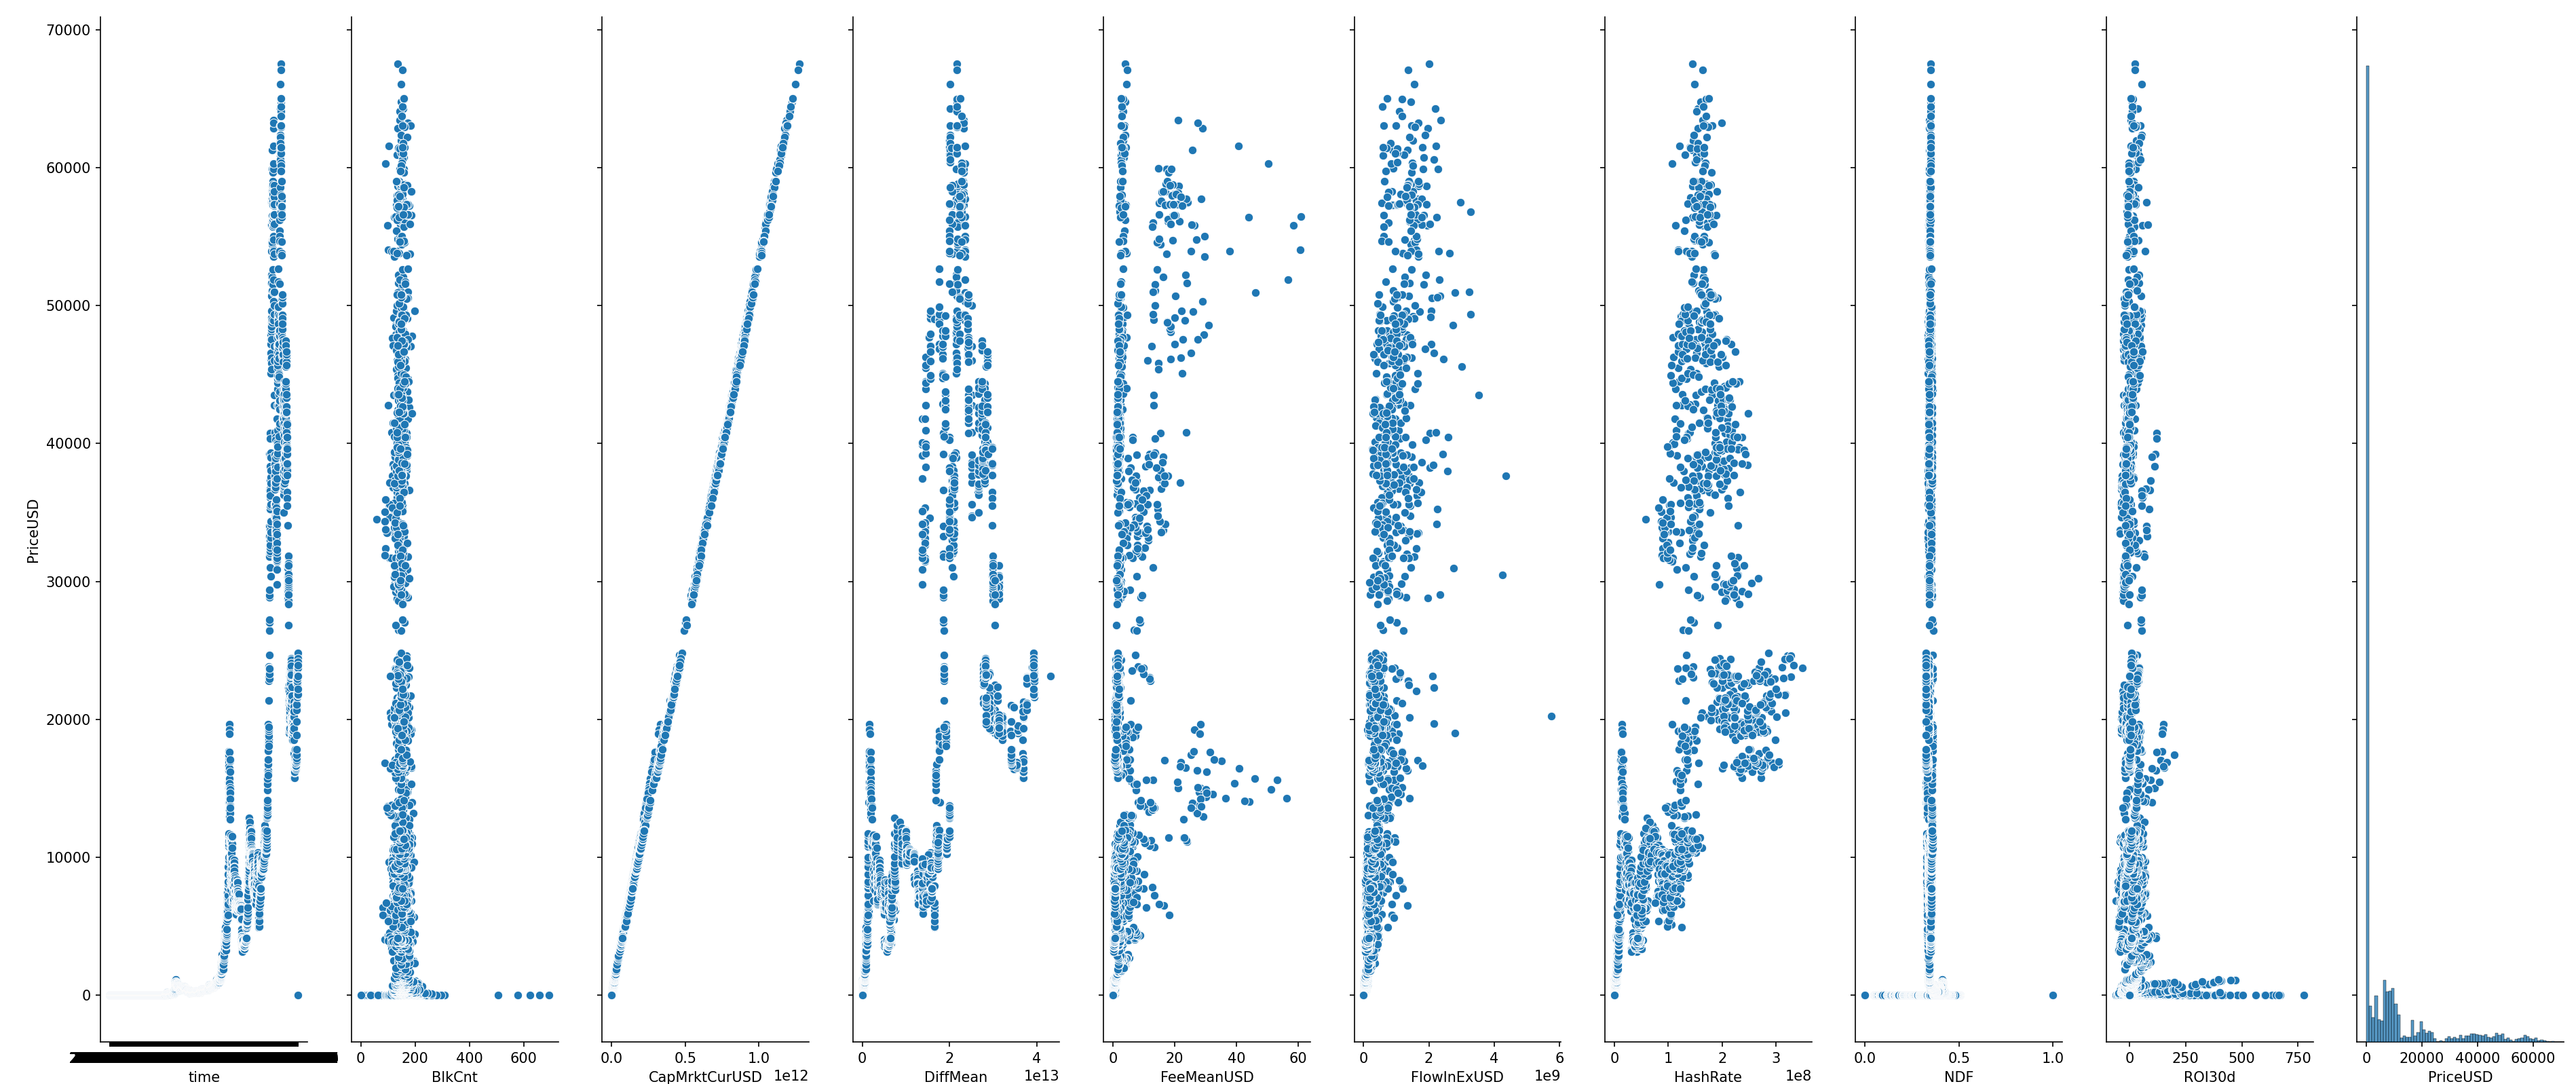 70000
60000
50000
40000
30000
20000
10000
0
PriceUSD
0 200 400 600 0.0 0.5 1.0 0 2 4 0 20 40 60 0 2 4 6 0 1 2 3 0.0 0.5 1.0 0 250 500 750 0 20000 40000 60000
time BlkCnt CapMrktCurUSD 1e12 DiffMean 1e13 FeeMeanUSD FlowInExUSD 1e9 HashRate 1e8 NDF ROI30d PriceUSD